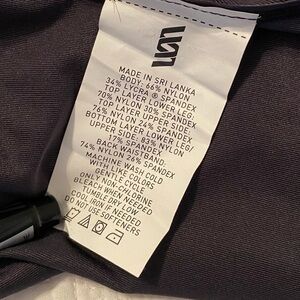 MADE IN SRI LANKA
BODY: 66% NYLON
34% LYCRA ® SPANDEX
TOP LAYER LOWER LEG:
70% NYLON 30% SPANDEX
TOP LAYER UPPER SIDE:
76% NYLON 24% SPANDEX
BOTTOM LAYER LOWER LEG/
UPPER SIDE: 83% NYLON
17% SPANDEX
BACK WAISTBAND:
74% NYLON 26% SPANDEX
MACHINE WASH COLD
WITH LIKE COLORS
GENTLE CYCLE
ONLY NON-CHLORINE
BLEACH WHEN NEEDED
TUMBLE DRY LOW
COOL IRON IF NEEDED
DO NOT USE SOFTENERS